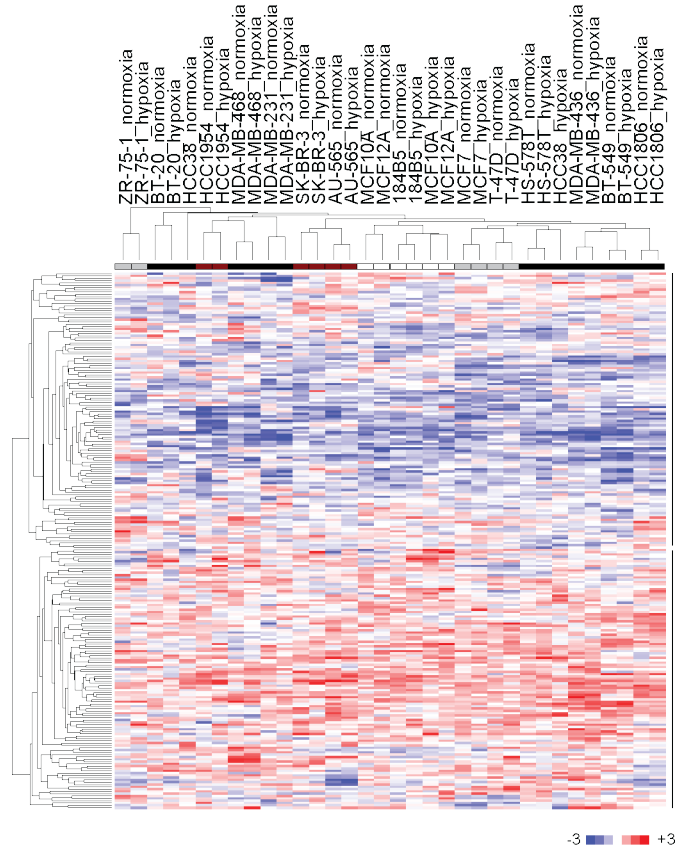 ZR-75-1_normoxia
ZR-75-1_hypoxia
BT-20_normoxia
BT-20_hypoxia
HCC38_normoxia
HCC1954_normoxia
HCC1954_hypoxia
MDA-MB-468_normoxia
MDA-MB-468_hypoxia
MDA-MB-231_normoxia
MDA-MB-231_hypoxia
SK-BR-3_normoxia
SK-BR-3_hypoxia
AU-565_normoxia
AU-565_hypoxia
MCF10A_normoxia
MCF12A_normoxia
184B5_normoxia
184B5_hypoxia
MCF10A_hypoxia
MCF12A_hypoxia
MCF7_normoxia
MCF7_hypoxia
T-47D_normoxia
T-47D_hypoxia
HS-578T_normoxia
HS-578T_hypoxia
HCC38_hypoxia
MDA-MB-436_normoxia
MDA-MB-436_hypoxia
BT-549_normoxia
BT-549_hypoxia
HCC1806_normoxia
HCC1806_hypoxia
-3 +3